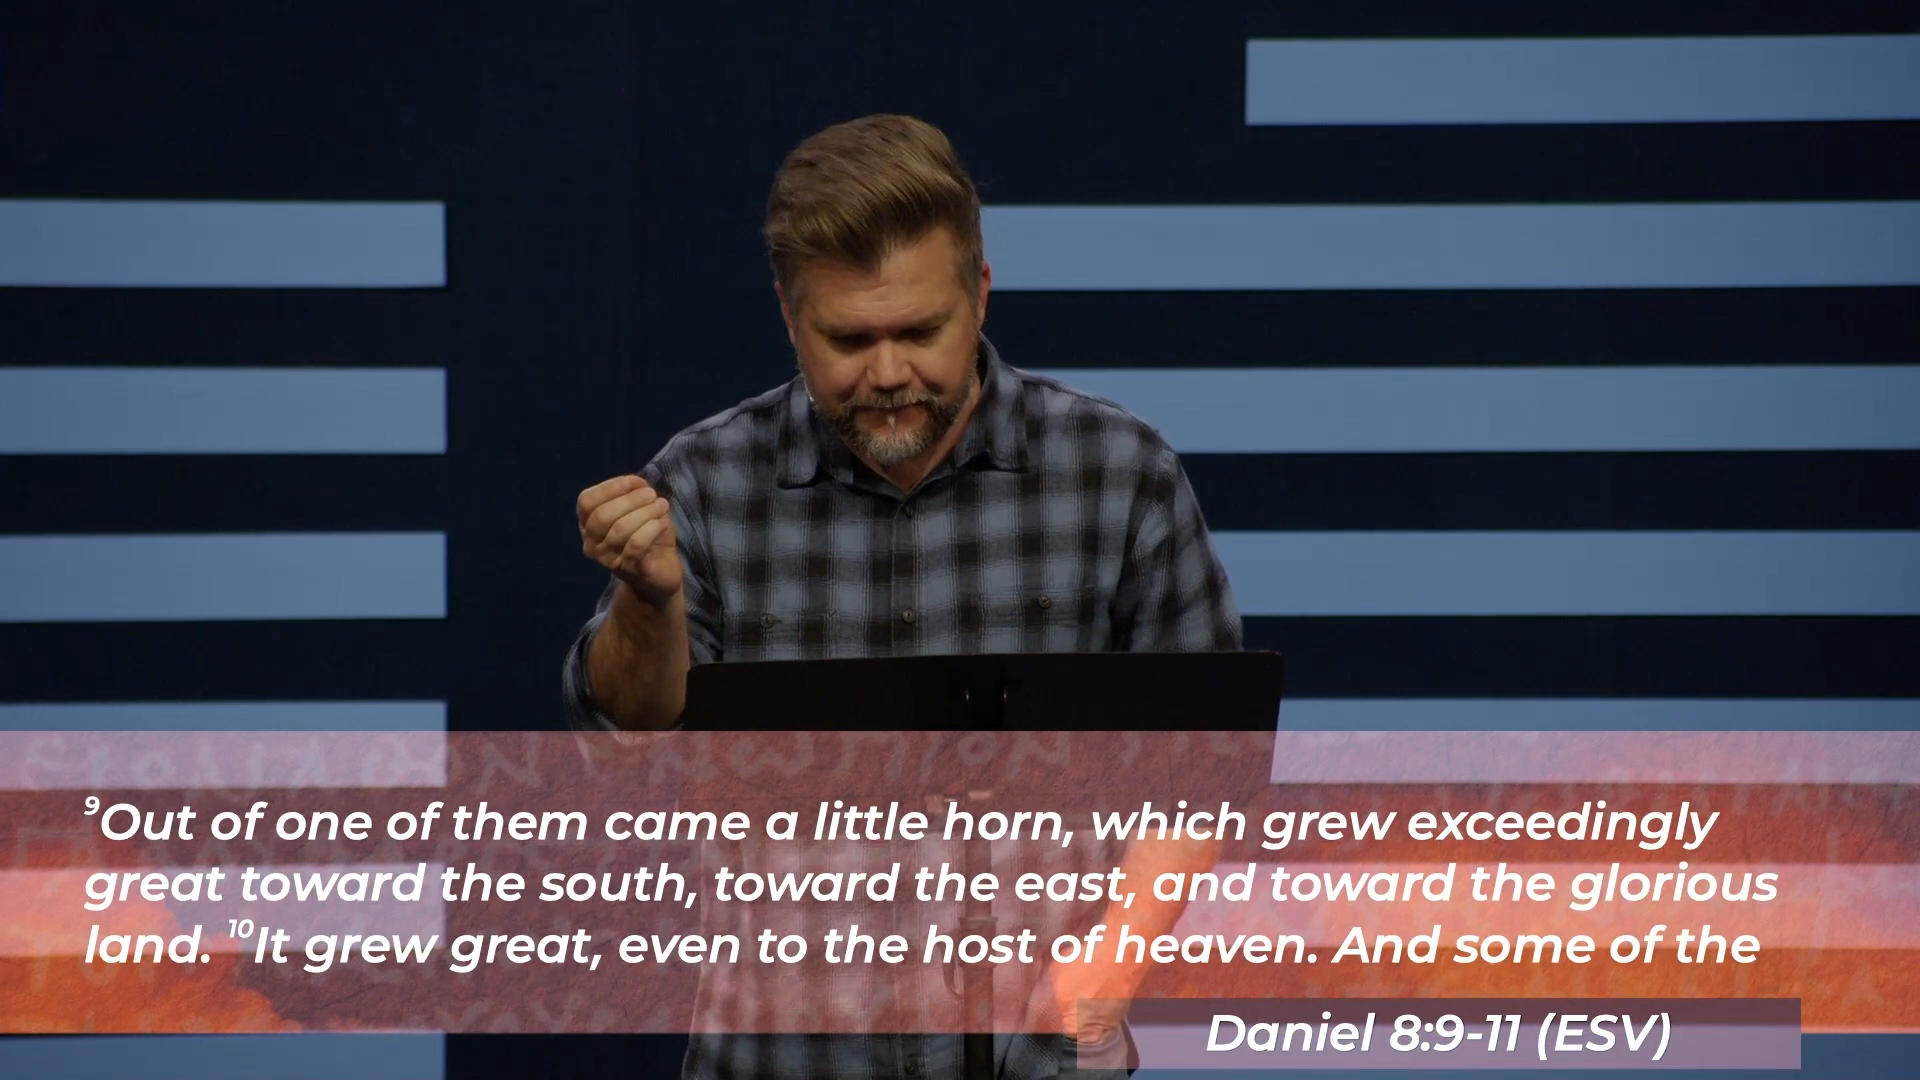 ⁹Out of one of them came a little horn, which grew exceedingly
great toward the south, toward the east, and toward the glorious
land. ¹⁰It grew great, even to the host of heaven. And some of the
Daniel 8:9-11 (ESV)